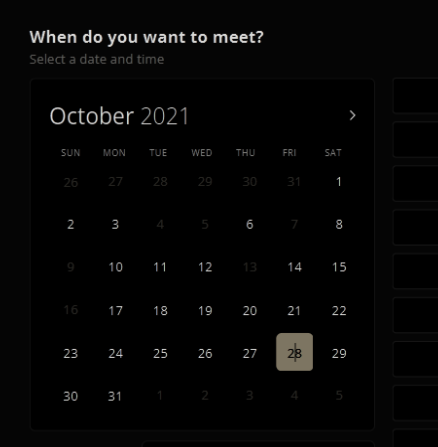 When do you want to meet?
Select a date and time
October 2021 >
SUN MON TUE WED THU FRI SAT
26 27 28 29 30 31 1
2 3 4 5 6 7 8
9 10 11 12 13 14 15
16 17 18 19 20 21 22
23 24 25 26 27 28 29
30 31 1 2 3 4 5